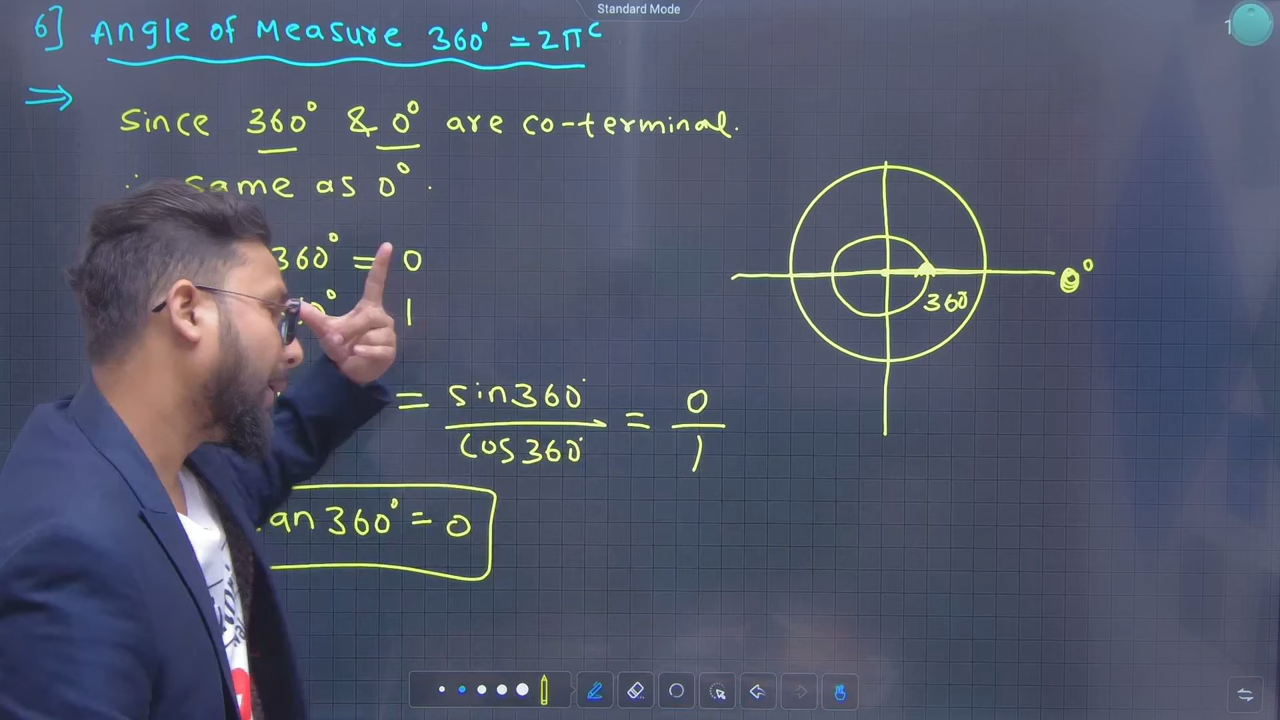 Standard Mode
6] Angle of Measure 360° = 2πᶜ
⇒ Since 360° & 0° are co-terminal.
∴ same as 0°.
360° = 0
1
= sin360° / cos360° = 0 / 1
an 360° = 0
0°
360